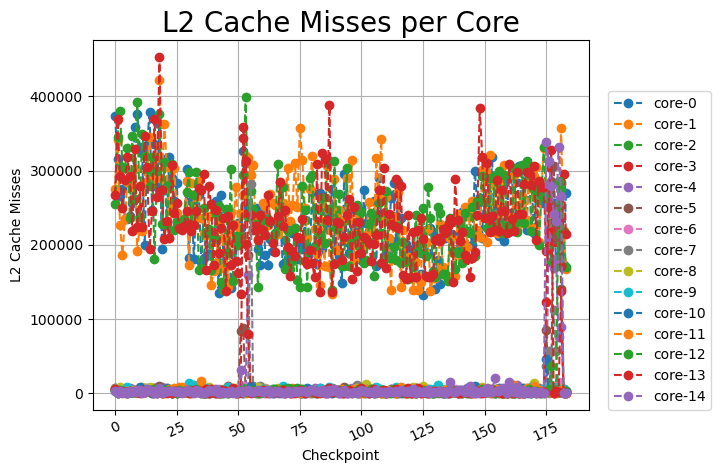 L2 Cache Misses per Core
L2 Cache Misses
400000
300000
200000
100000
0
0
25
50
75
100
125
150
175
Checkpoint
core-0
core-1
core-2
core-3
core-4
core-5
core-6
core-7
core-8
core-9
core-10
core-11
core-12
core-13
core-14